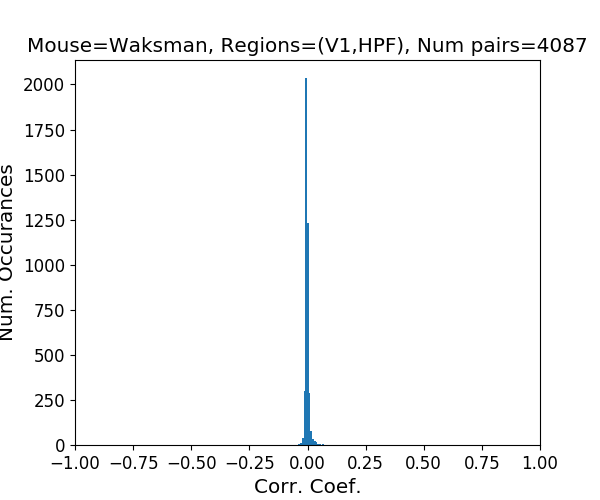 Mouse=Waksman, Regions=(V1,HPF), Num pairs=4087
2000
1750
1500
1250
1000
750
500
250
0
Num. Occurances
−1.00 −0.75 −0.50 −0.25 0.00 0.25 0.50 0.75 1.00
Corr. Coef.